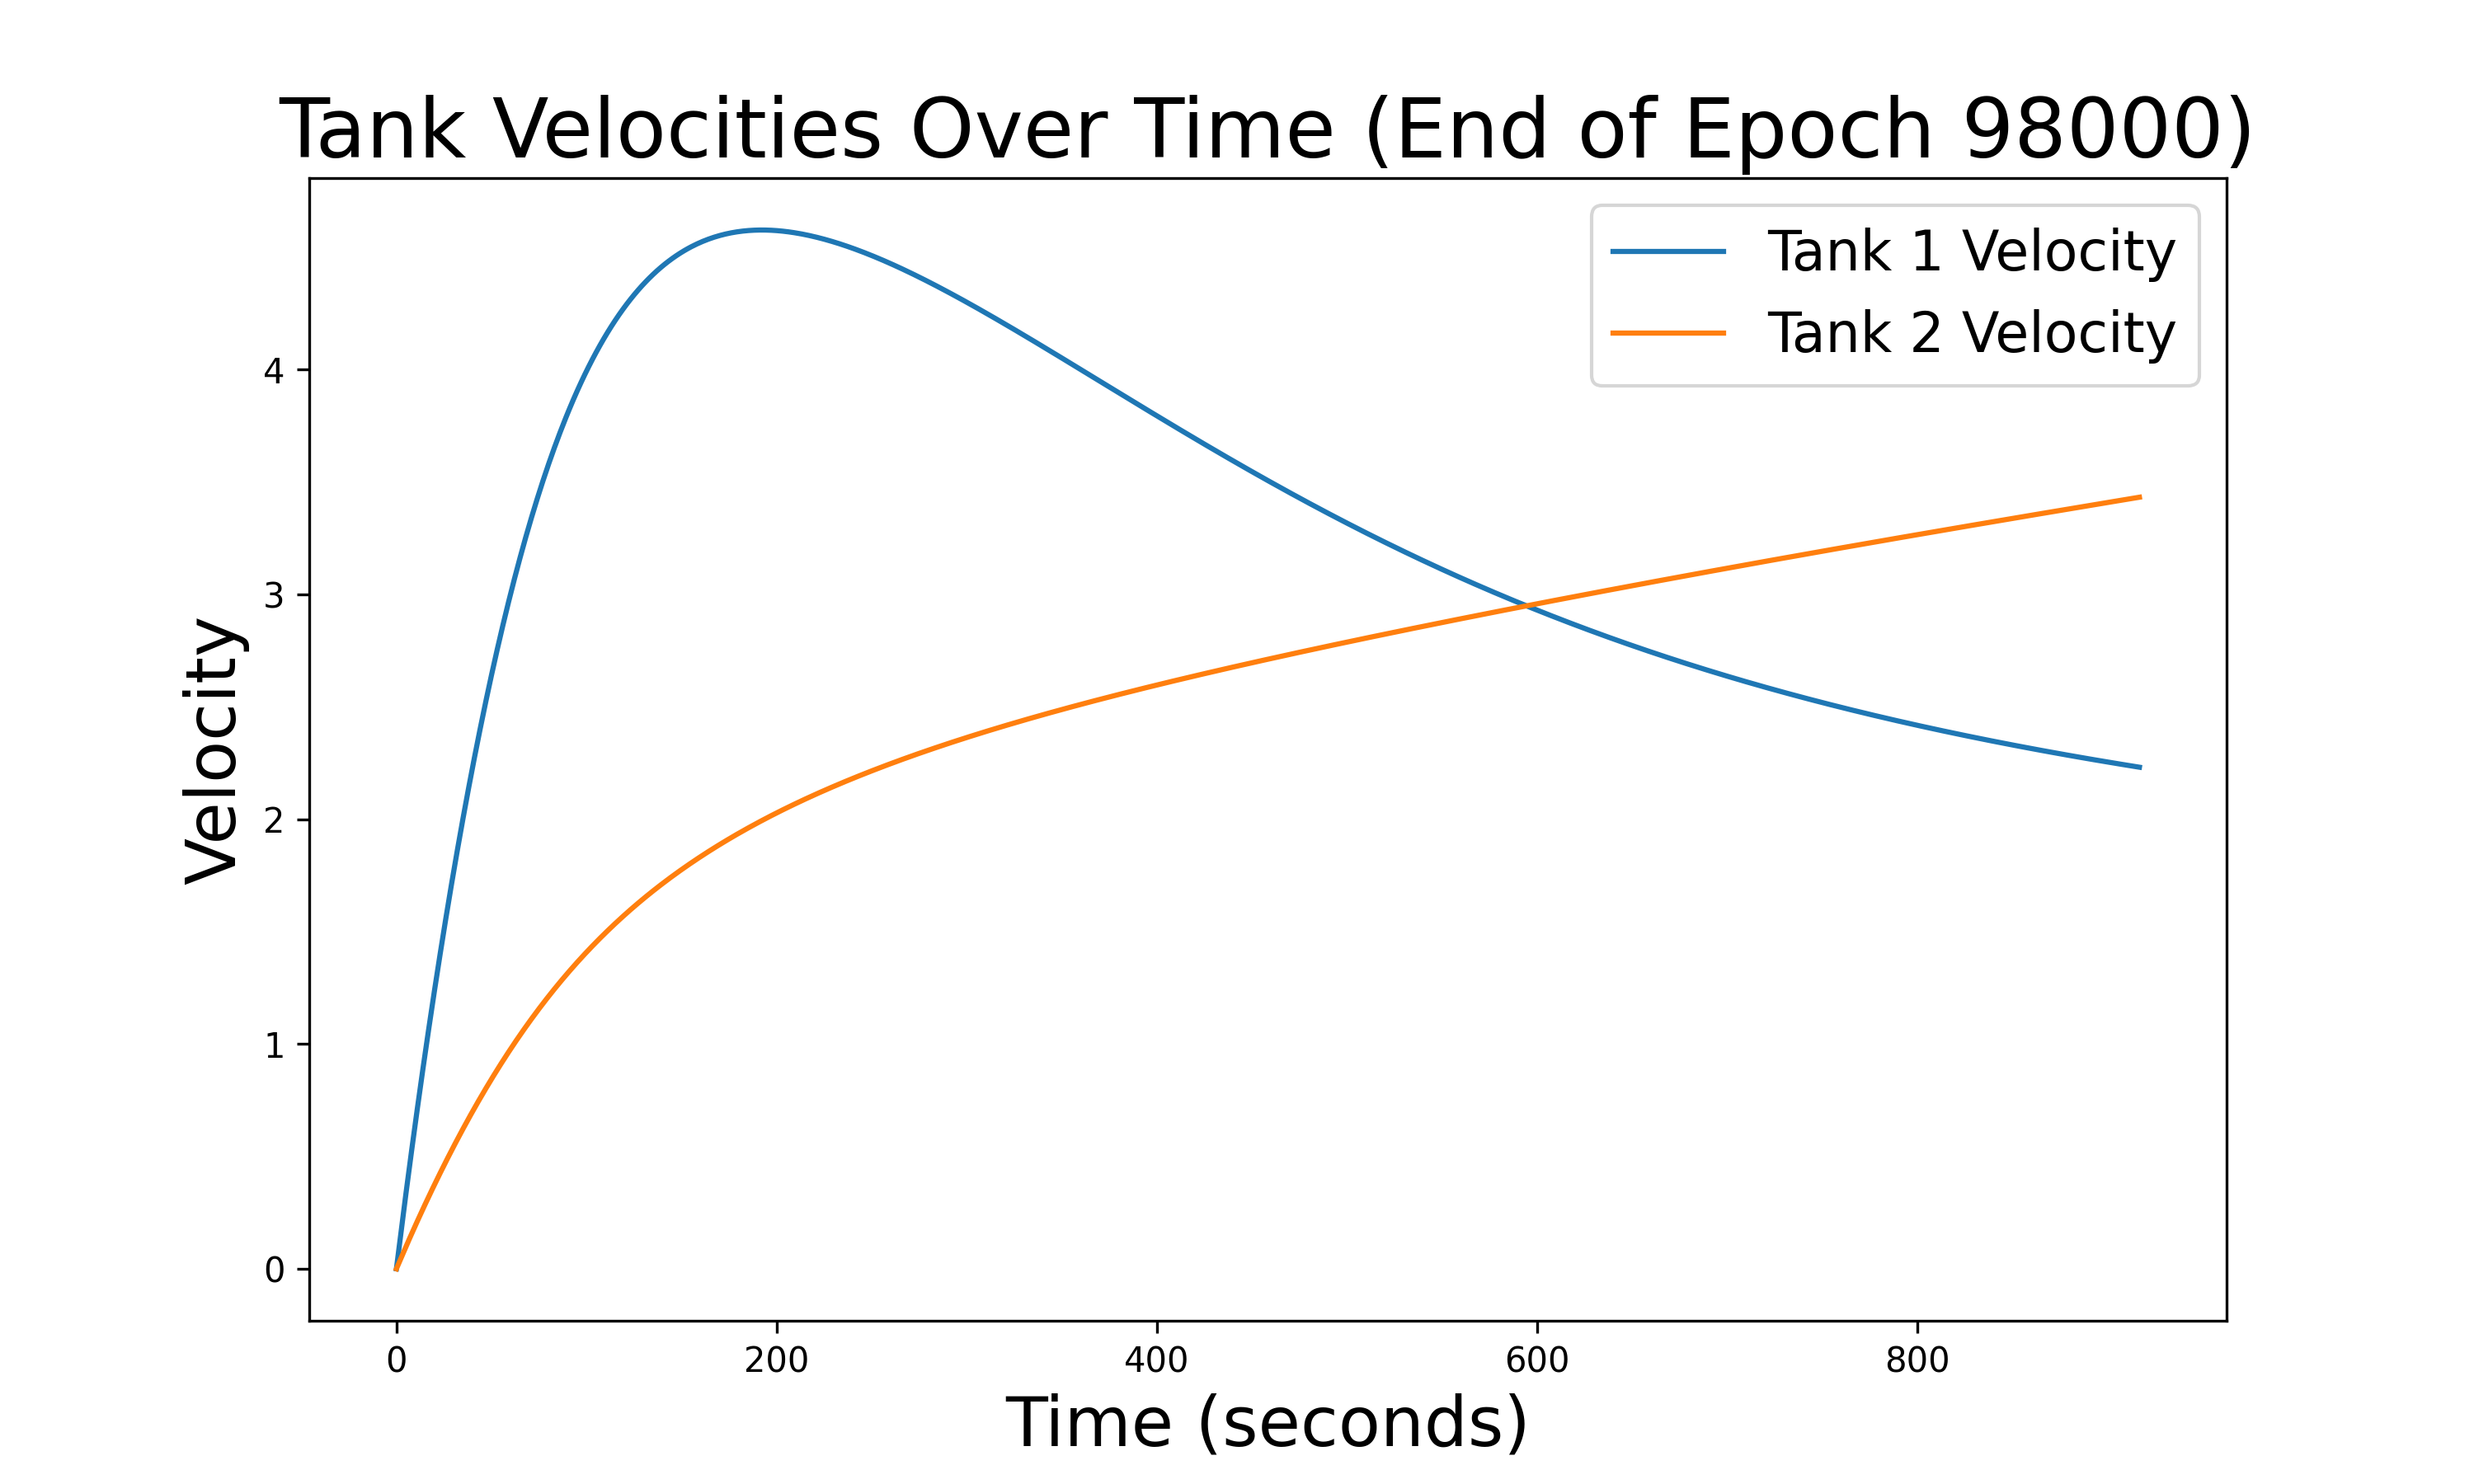 Tank Velocities Over Time (End of Epoch 98000)
Tank 1 Velocity
Tank 2 Velocity
Velocity
4
3
2
1
0
0 200 400 600 800
Time (seconds)